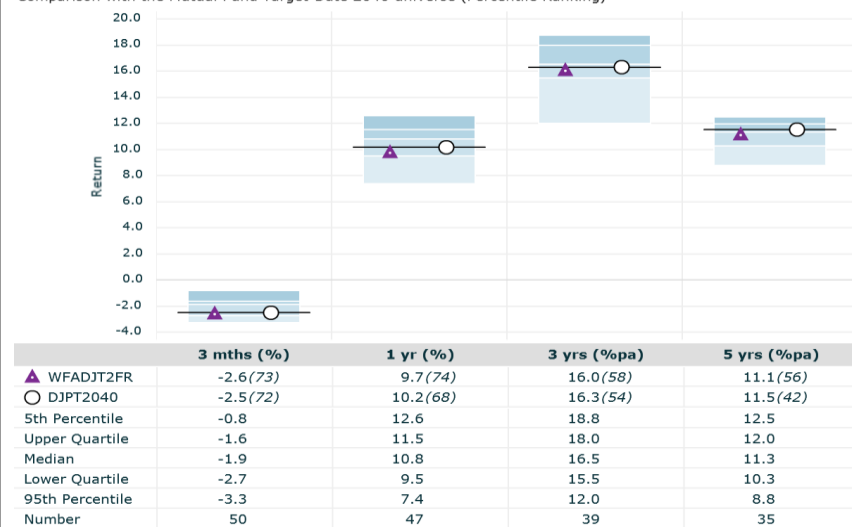 20.0
18.0
16.0
14.0
12.0
10.0
8.0
6.0
4.0
2.0
0.0
-2.0
-4.0
Return
3 mths (%) 1 yr (%) 3 yrs (%pa) 5 yrs (%pa)
WFADJT2FR -2.6(73) 9.7(74) 16.0(58) 11.1(56)
DJPT2040 -2.5(72) 10.2(68) 16.3(54) 11.5(42)
5th Percentile -0.8 12.6 18.8 12.5
Upper Quartile -1.6 11.5 18.0 12.0
Median -1.9 10.8 16.5 11.3
Lower Quartile -2.7 9.5 15.5 10.3
95th Percentile -3.3 7.4 12.0 8.8
Number 50 47 39 35